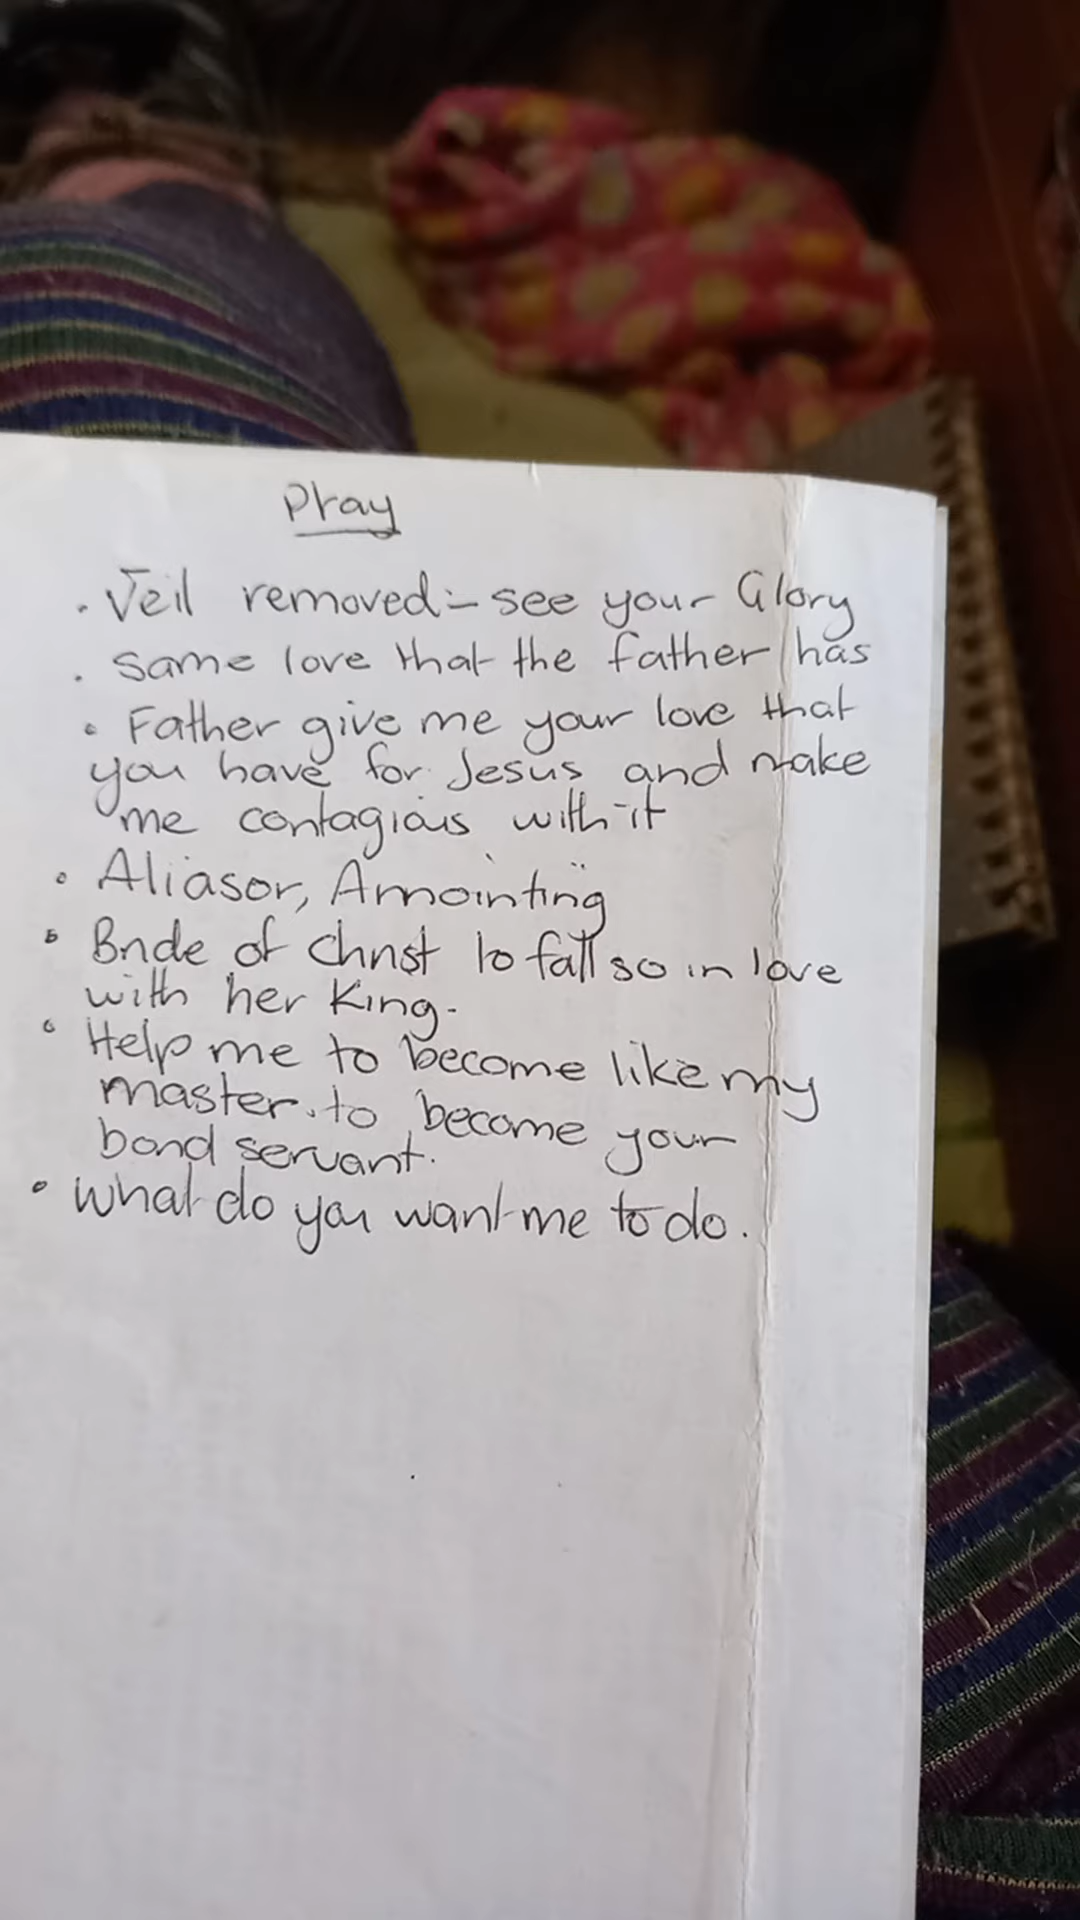 Pray
• Veil removed:- see your Glory
• Same love that the father has
• Father give me your love that
you have for Jesus and make
me contagious with it
• Aliasor, Annointing
• Bride of Christ to fall so in love
with her King.
• Help me to become like my
master. to become your
bond servant.
• What do you want me to do.